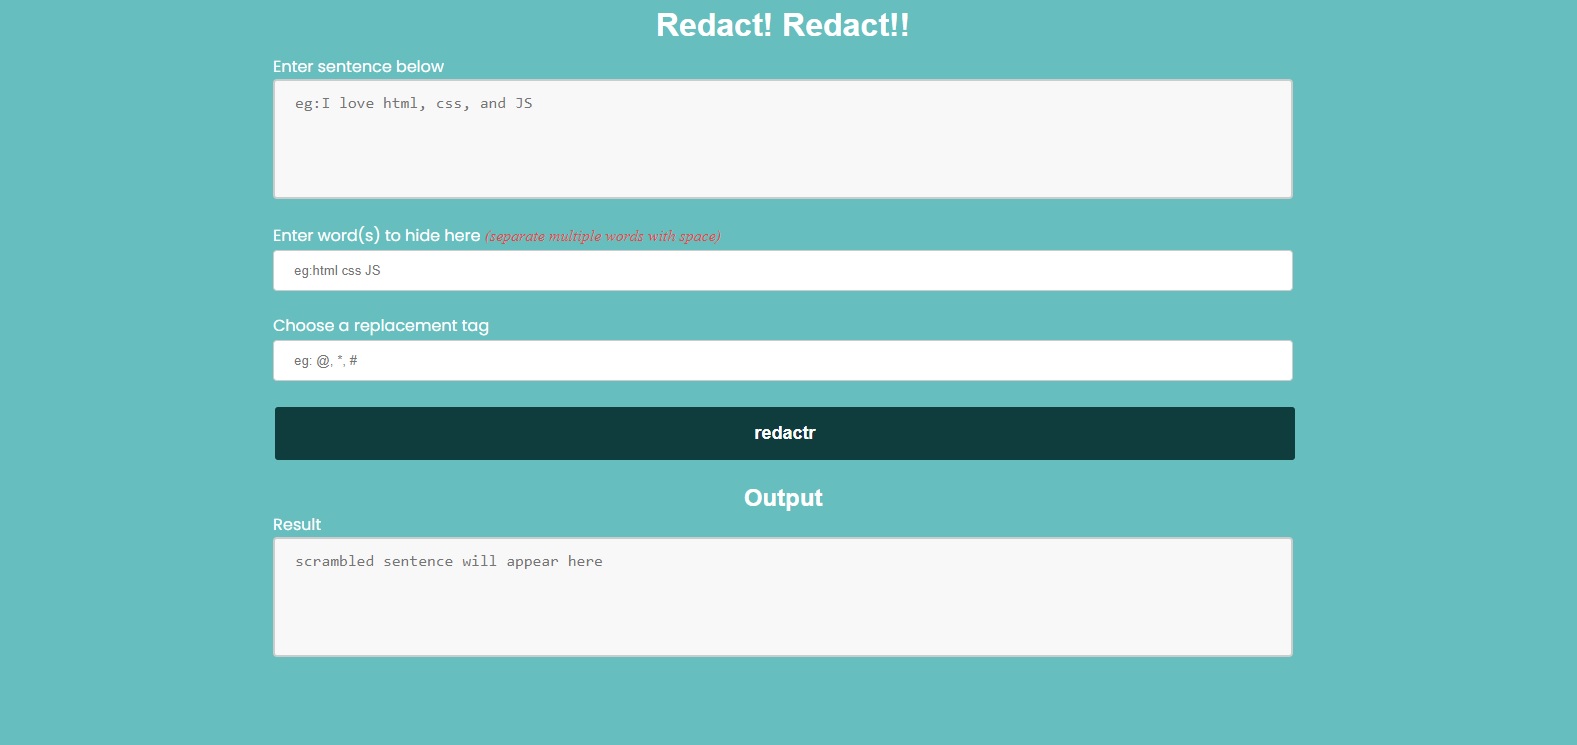 Redact! Redact!!
Enter sentence below
eg:I love html, css, and JS
Enter word(s) to hide here (separate multiple words with space)
eg:html css JS
Choose a replacement tag
eg: @, *, #
redactr
Output
Result
scrambled sentence will appear here